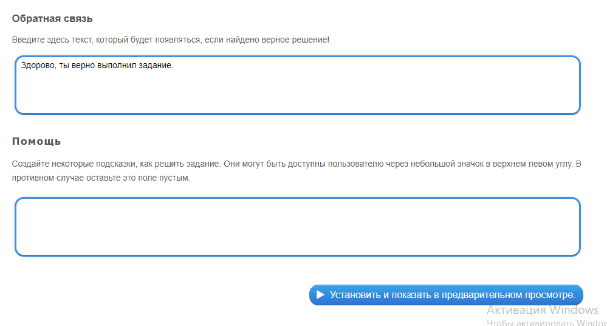 Обратная связь
Введите здесь текст, который будет появляться, если найдено верное решение!
Здорово, ты верно выполнил задание.
Помощь
Создайте некоторые подсказки, как решить задание. Они могут быть доступны пользователю через небольшой значок в верхнем левом углу. В
противном случае оставьте это поле пустым.
Установить и показать в предварительном просмотре.
Активация Windows
Чтобы активировать Window